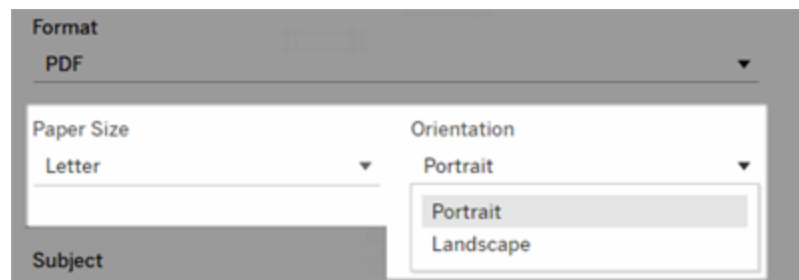 Format
PDF
Paper Size
Letter
Orientation
Portrait
Portrait
Landscape
Subject